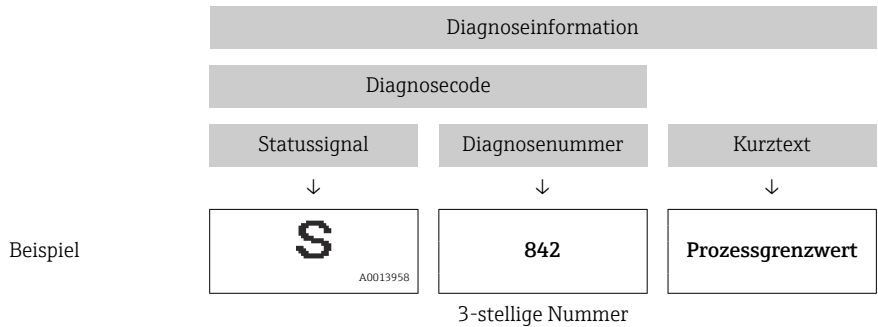 Diagnoseinformation
Diagnosecode
Statussignal Diagnosenummer Kurztext
↓ ↓ ↓
Beispiel S 842 Prozessgrenzwert
A0013958
3-stellige Nummer